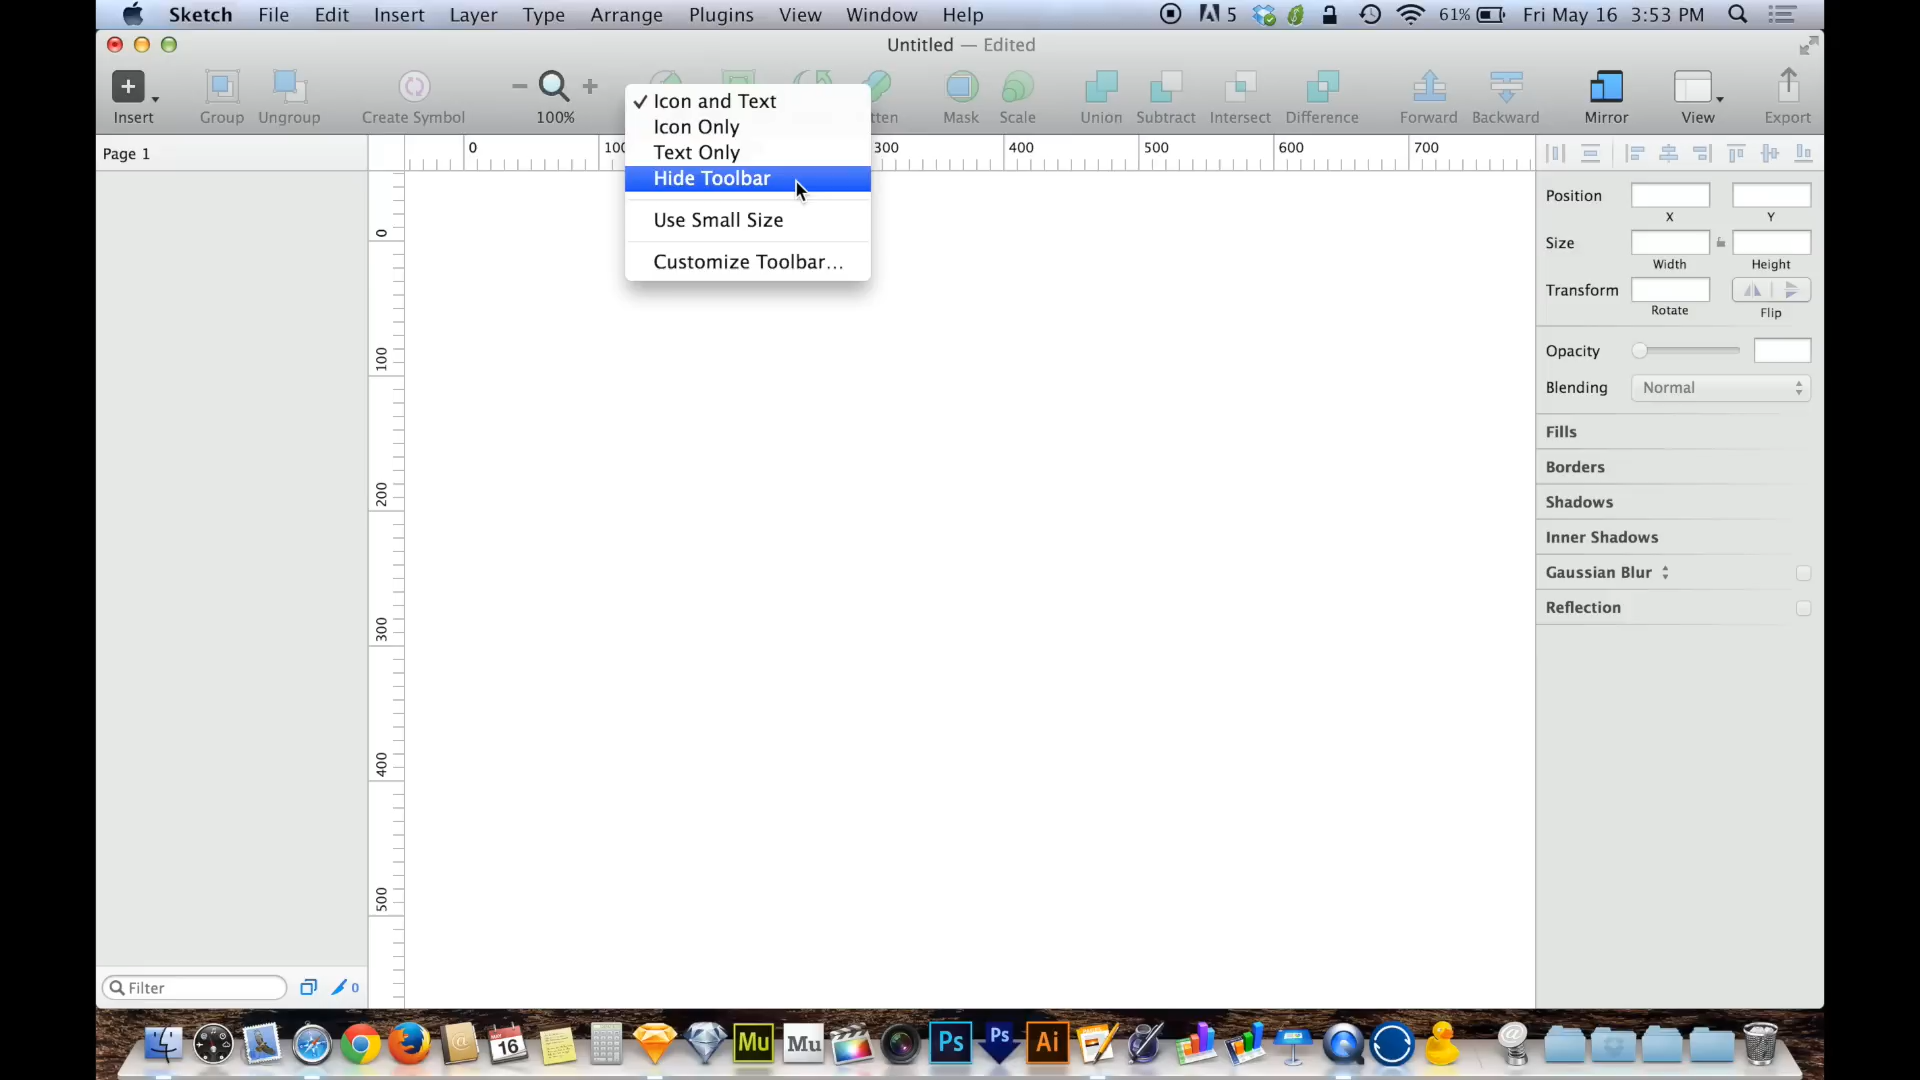 Sketch File Edit Insert Layer Type Arrange Plugins View Window Help 5 61% Fri May 16 3:53 PM
Untitled — Edited
Insert Group Ungroup Create Symbol 100% Mask Scale Union Subtract Intersect Difference Forward Backward Mirror View Export
✓ Icon and Text
Icon Only
Text Only
Hide Toolbar
Use Small Size
Customize Toolbar...
Page 1
0 100 300 400 500 600 700
0
100
200
300
400
500
Position
X Y
Size
Width Height
Transform
Rotate Flip
Opacity
Blending Normal
Fills
Borders
Shadows
Inner Shadows
Gaussian Blur
Reflection
Filter 0
MAY
16 Mu Mu Ps Ps Ai @